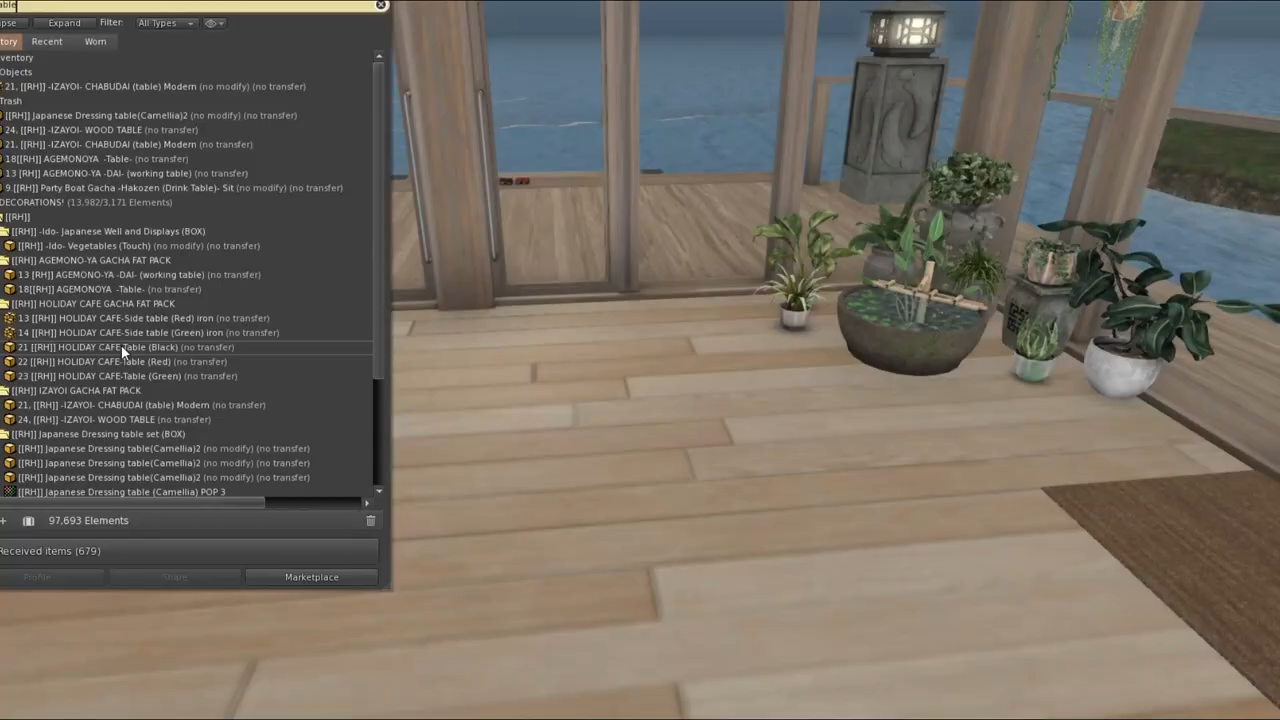 able
pse Expand Filter: All Types
tory Recent Worn
ventory
Objects
21, [[RH]] -IZAYOI- CHABUDAI (table) Modern (no modify) (no transfer)
Trash
[[RH]] Japanese Dressing table(Camellia)2 (no modify) (no transfer)
24, [[RH]] -IZAYOI- WOOD TABLE (no transfer)
21, [[RH]] -IZAYOI- CHABUDAI (table) Modern (no transfer)
18[[RH]] AGEMONOYA -Table- (no transfer)
13 [[RH] AGEMONO-YA -DAI- (working table) (no transfer)
9 [[RH]] Party Boat Gacha -Hakozen (Drink Table)- Sit (no modify) (no transfer)
DECORATIONS! (13,982/3,171 Elements)
[[RH]]
[[RH]] -Ido- Japanese Well and Displays (BOX)
[[RH]] -Ido- Vegetables (Touch) (no modify) (no transfer)
[[RH]] AGEMONO-YA GACHA FAT PACK
13 [[RH] AGEMONO-YA -DAI- (working table) (no transfer)
18[[RH]] AGEMONOYA -Table- (no transfer)
[[RH]] HOLIDAY CAFE GACHA FAT PACK
13 [[RH]] HOLIDAY CAFE-Side table (Red) iron (no transfer)
14 [[RH]] HOLIDAY CAFE-Side table (Green) iron (no transfer)
21 [[RH]] HOLIDAY CAFE-Table (Black) (no transfer)
22 [[RH]] HOLIDAY CAFE-Table (Red) (no transfer)
23 [[RH]] HOLIDAY CAFE-Table (Green) (no transfer)
[[RH]] IZAYOI GACHA FAT PACK
21, [[RH]] -IZAYOI- CHABUDAI (table) Modern (no transfer)
24, [[RH]] -IZAYOI- WOOD TABLE (no transfer)
[[RH]] Japanese Dressing table set (BOX)
[[RH]] Japanese Dressing table(Camellia)2 (no modify) (no transfer)
[[RH]] Japanese Dressing table(Camellia)2 (no modify) (no transfer)
[[RH]] Japanese Dressing table(Camellia)2 (no modify) (no transfer)
[[RH]] Japanese Dressing table (Camellia) POP 3
97,693 Elements
Received items (679)
Profile Share Marketplace